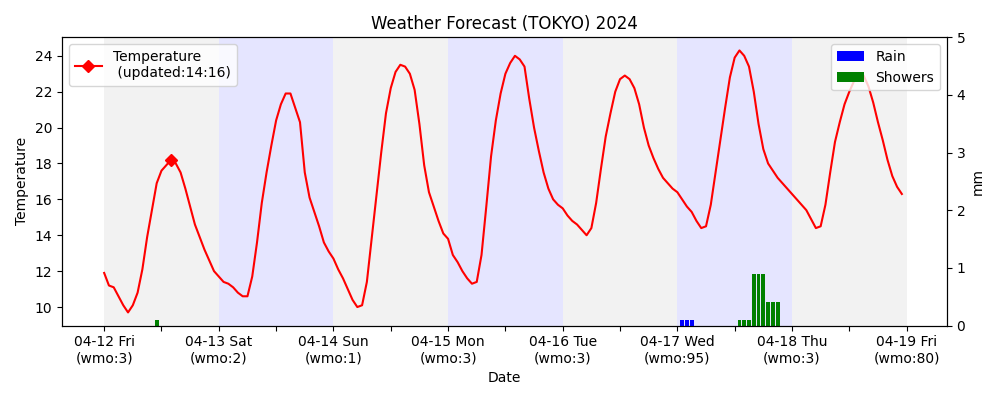 Weather Forecast (TOKYO) 2024
Temperature
(updated:14:16)
Rain
Showers
Temperature
24
22
20
18
16
14
12
10
5
4
3
2
1
0
mm
04-12 Fri
(wmo:3)
04-13 Sat
(wmo:2)
04-14 Sun
(wmo:1)
04-15 Mon
(wmo:3)
04-16 Tue
(wmo:3)
04-17 Wed
(wmo:95)
04-18 Thu
(wmo:3)
04-19 Fri
(wmo:80)
Date